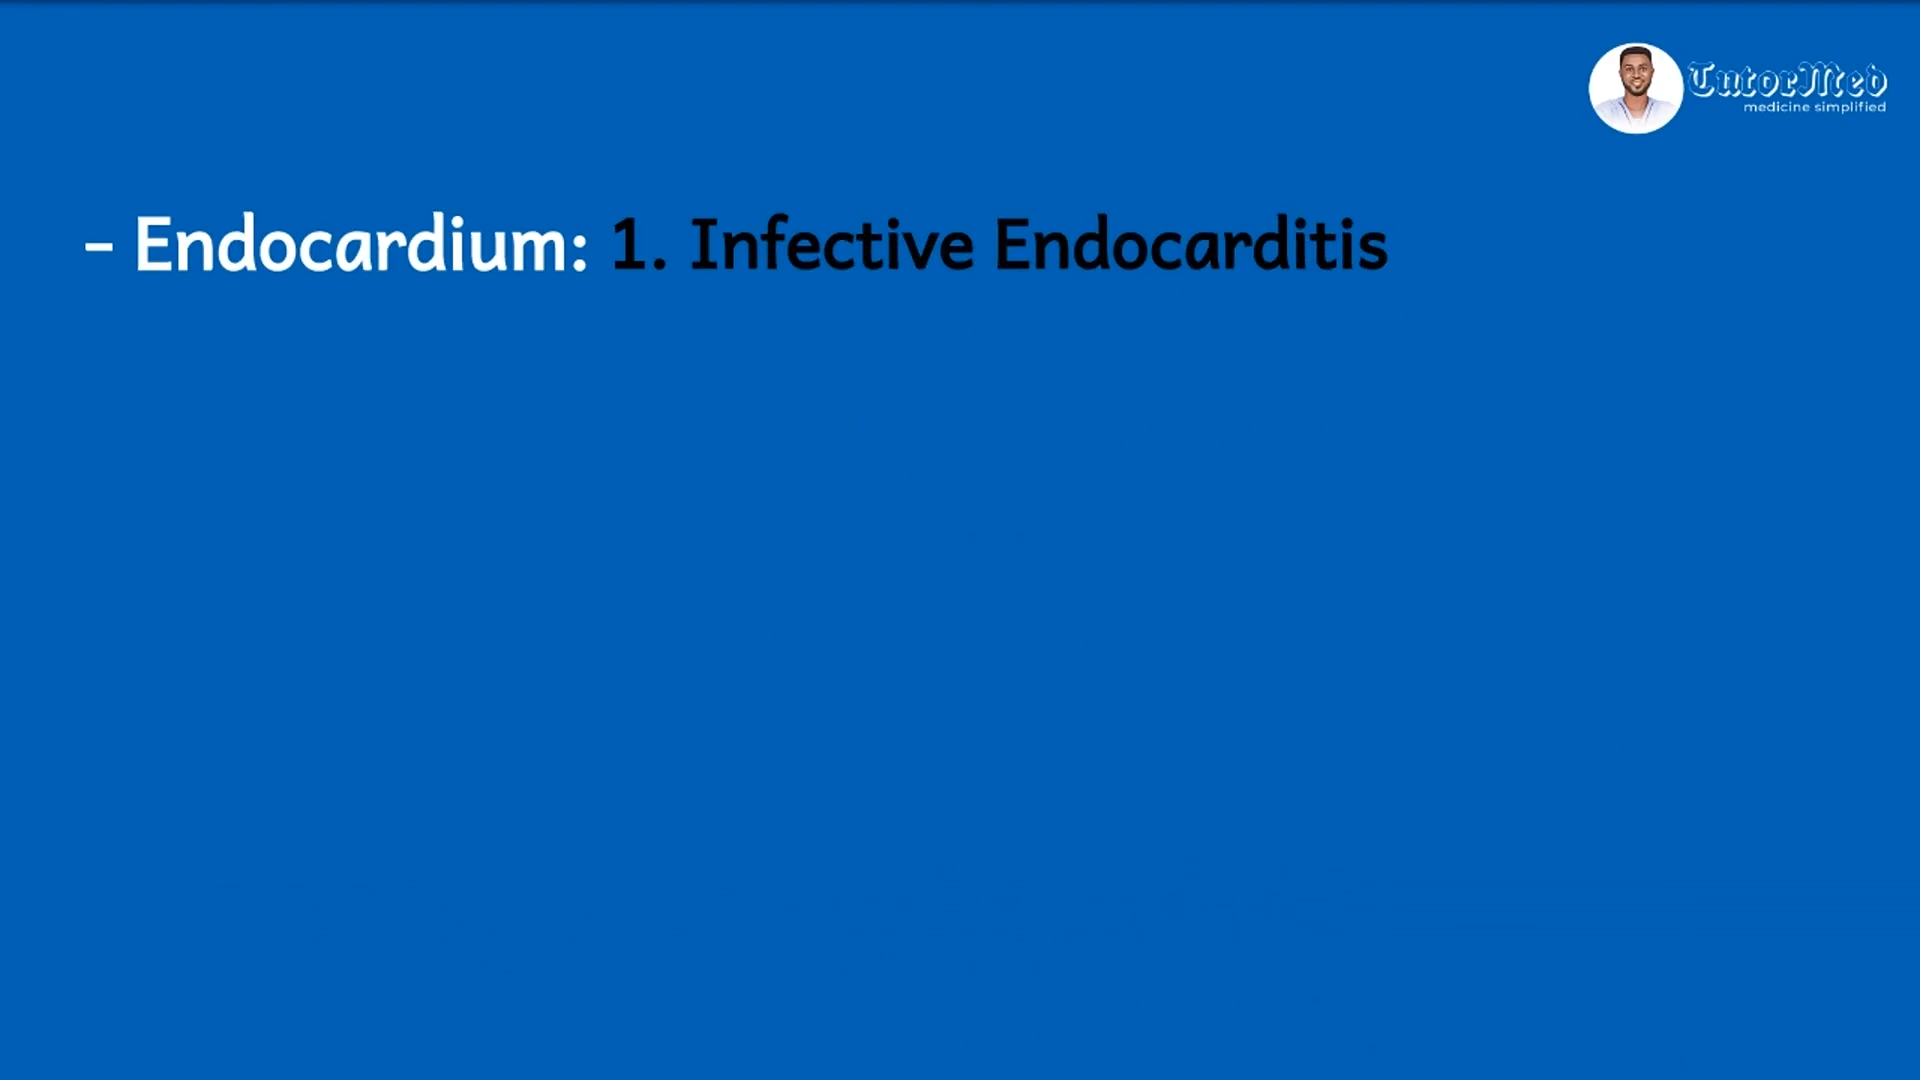 TutorMed
medicine simplified
- Endocardium: 1. Infective Endocarditis